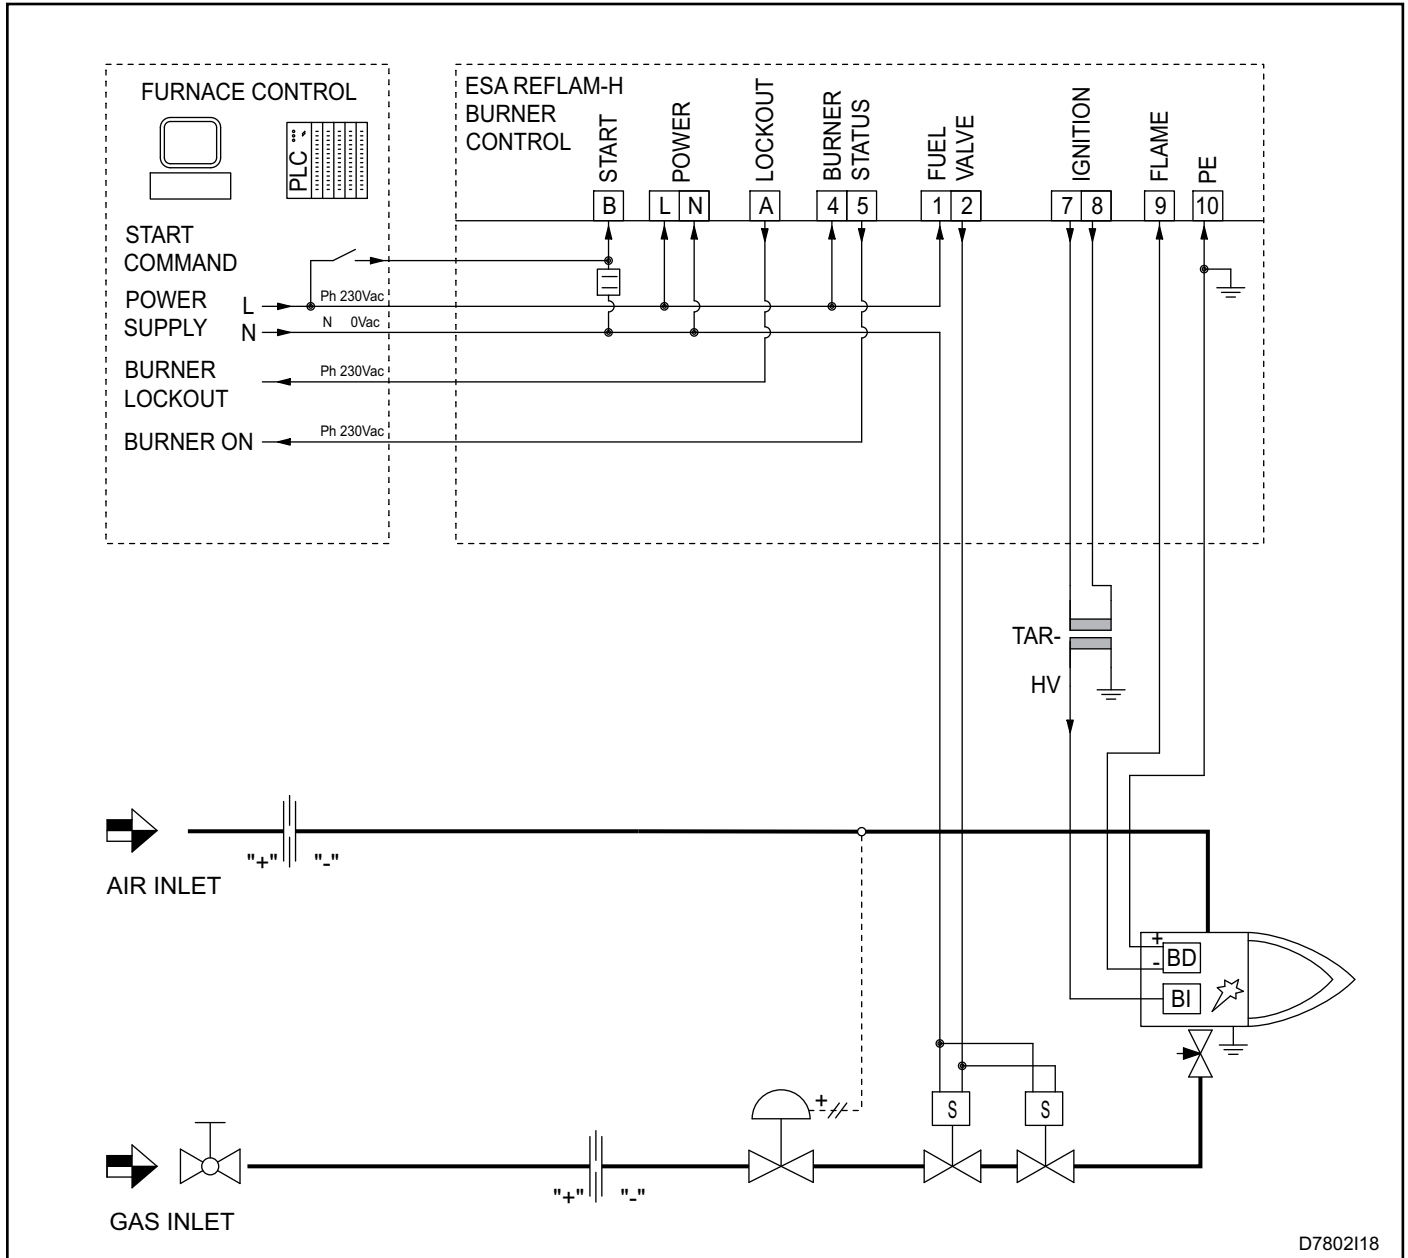 FURNACE CONTROL
PLC
ESA REFLAM-H
BURNER
CONTROL
START
POWER
LOCKOUT
BURNER
STATUS
FUEL
VALVE
IGNITION
FLAME
PE
B L N A 4 5 1 2 7 8 9 10
START
COMMAND
POWER
SUPPLY
L Ph 230Vac
N N 0Vac
BURNER
LOCKOUT
Ph 230Vac
BURNER ON Ph 230Vac
TAR-
HV
"+" "-"
AIR INLET
+
- BD
BI
+
S S
"+" "-"
GAS INLET
D7802I18